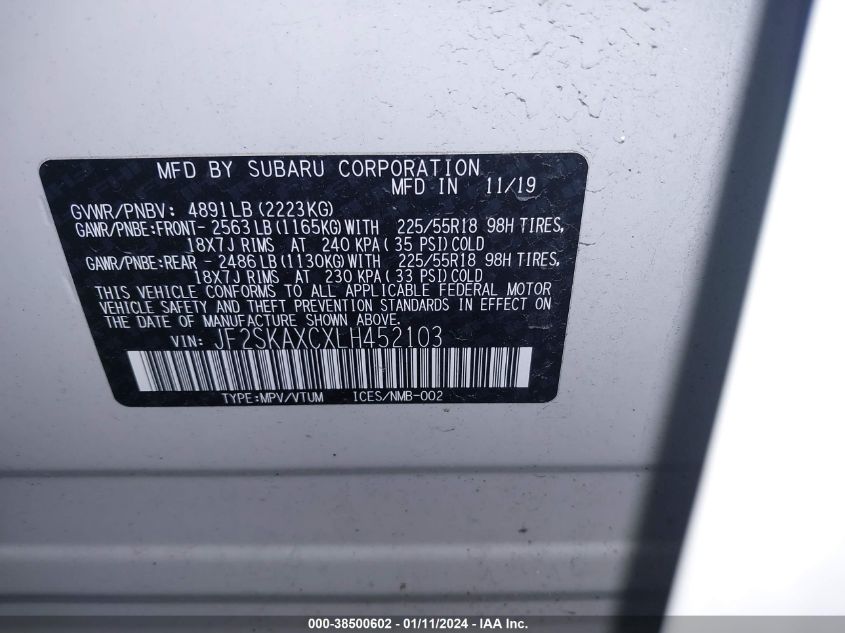 MFD BY SUBARU CORPORATION
MFD IN 11/19
GVWR/PNBV: 4891LB(2223KG)
GAWR/PNBE:FRONT- 2563LB(1165KG)WITH 225/55R18 98H TIRES,
18X7J RIMS AT 240 KPA( 35 PSI)COLD
GAWR/PNBE:REAR - 2486LB(1130KG)WITH 225/55R18 98H TIRES,
18X7J RIMS AT 230 KPA( 33 PSI)COLD
THIS VEHICLE CONFORMS TO ALL APPLICABLE FEDERAL MOTOR
VEHICLE SAFETY AND THEFT PREVENTION STANDARDS IN EFFECT ON
THE DATE OF MANUFACTURE SHOWN ABOVE.
VIN: JF2SKAXCXLH452103
TYPE:MPV/VTUM ICES/NMB-002
000-38500602 - 01/11/2024 - IAA Inc.